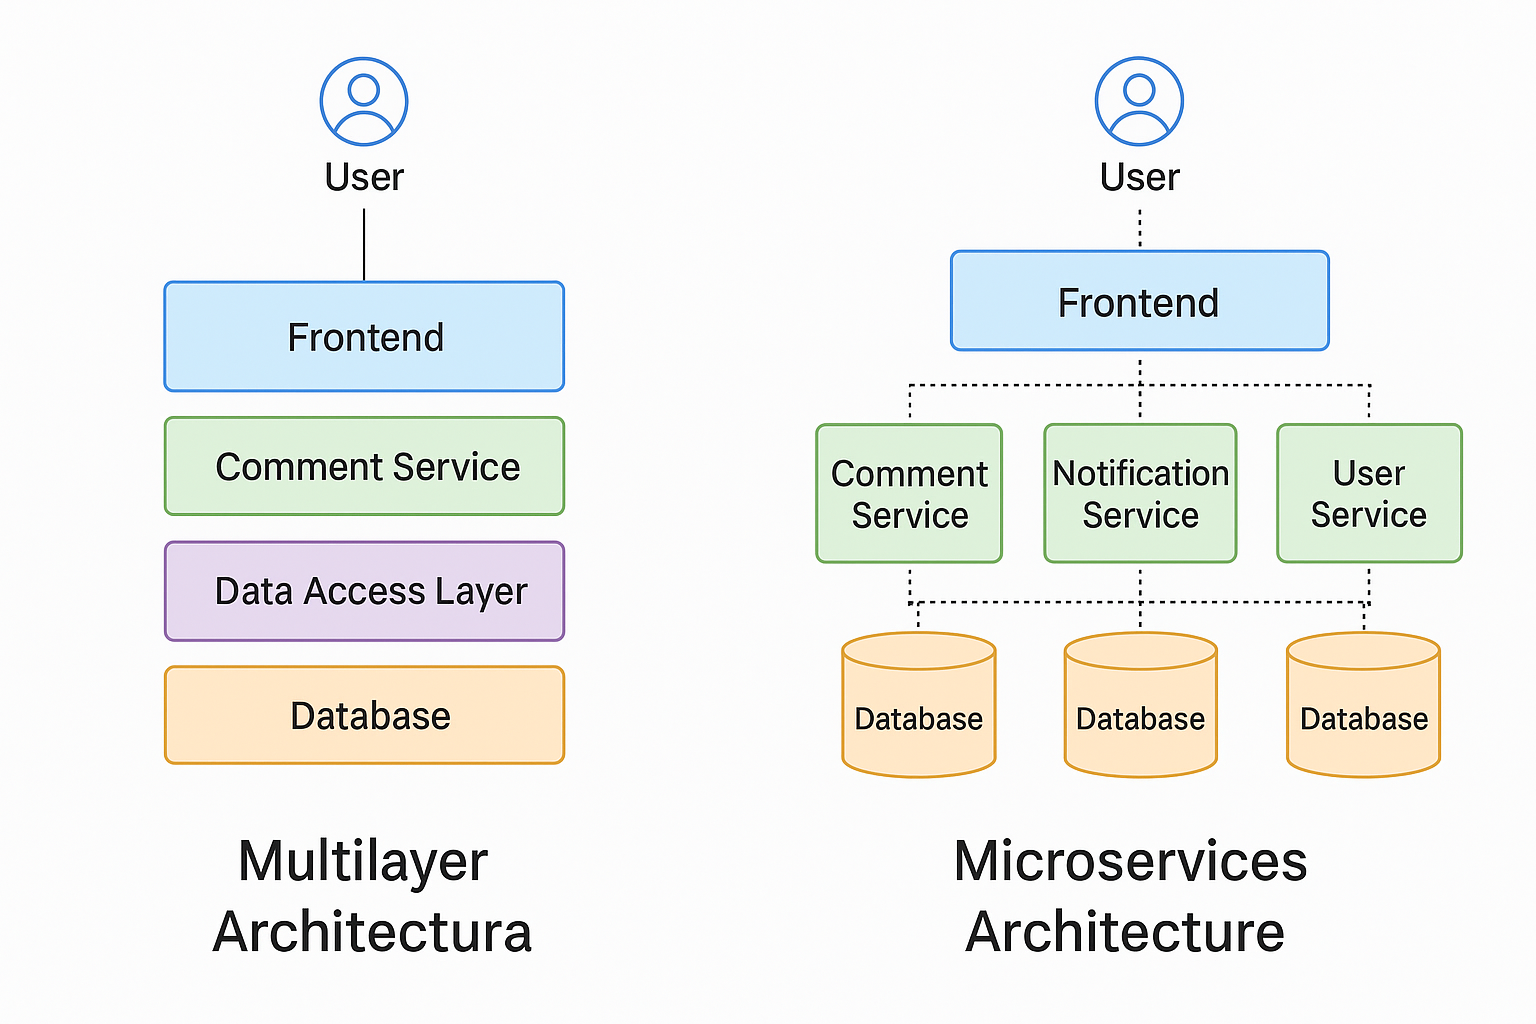 User
Frontend
Comment Service
Data Access Layer
Database
Multilayer
Architectura
User
Frontend
Comment
Service
Notification
Service
User
Service
Database
Database
Database
Microservices
Architecture